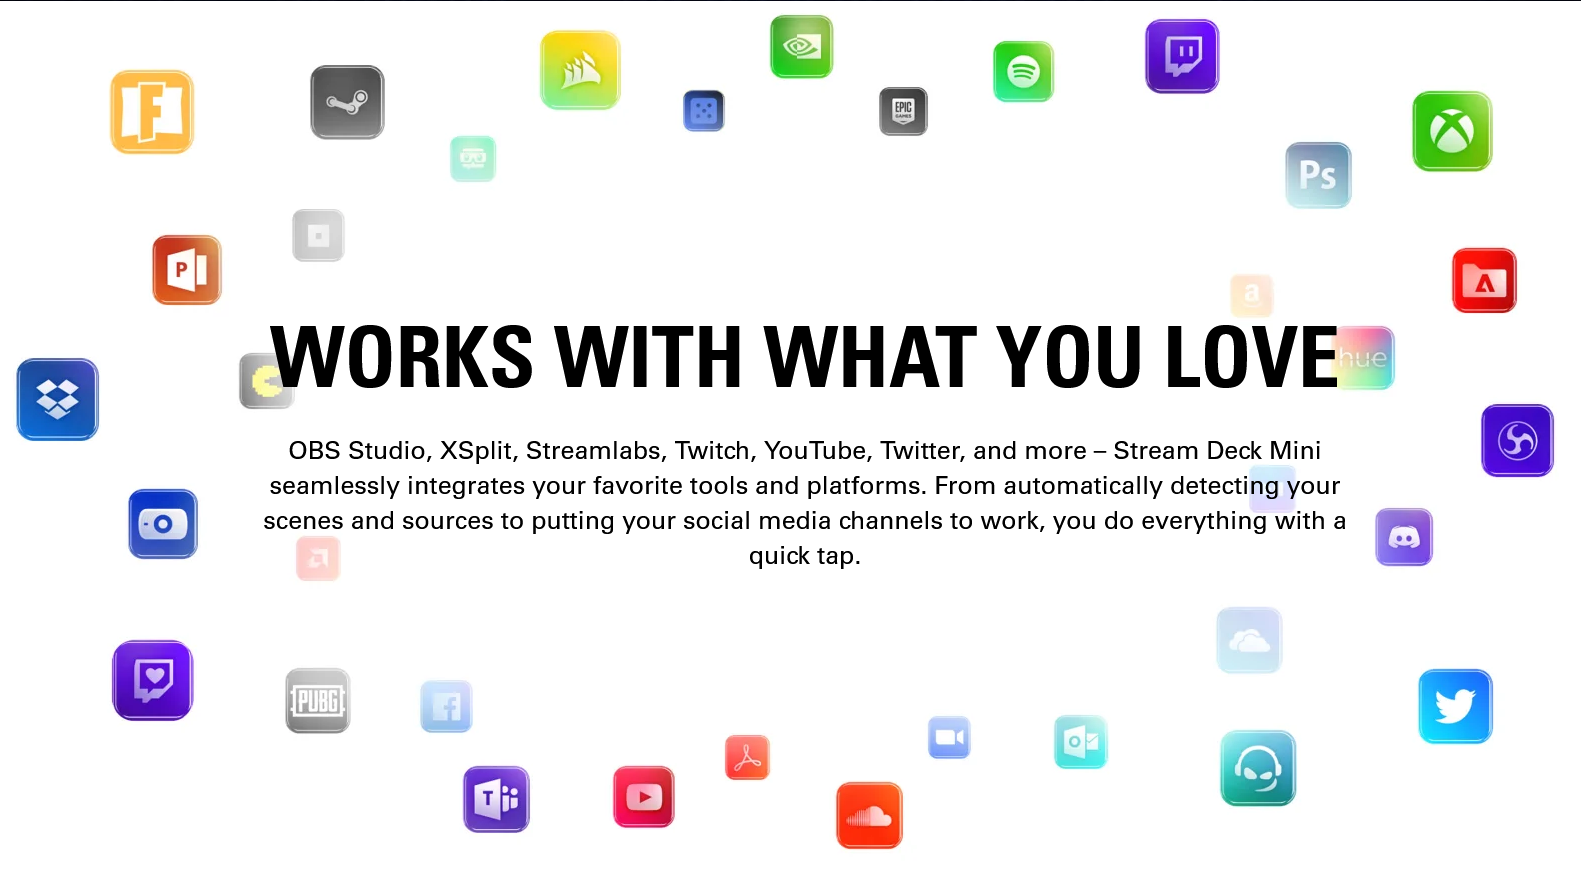 F
EPIC
GAMES
Ps
P
a
WORKS WITH WHAT YOU LOVE
hue
OBS Studio, XSplit, Streamlabs, Twitch, YouTube, Twitter, and more – Stream Deck Mini
seamlessly integrates your favorite tools and platforms. From automatically detecting your
scenes and sources to putting your social media channels to work, you do everything with a
quick tap.
PUBG
f
T
o